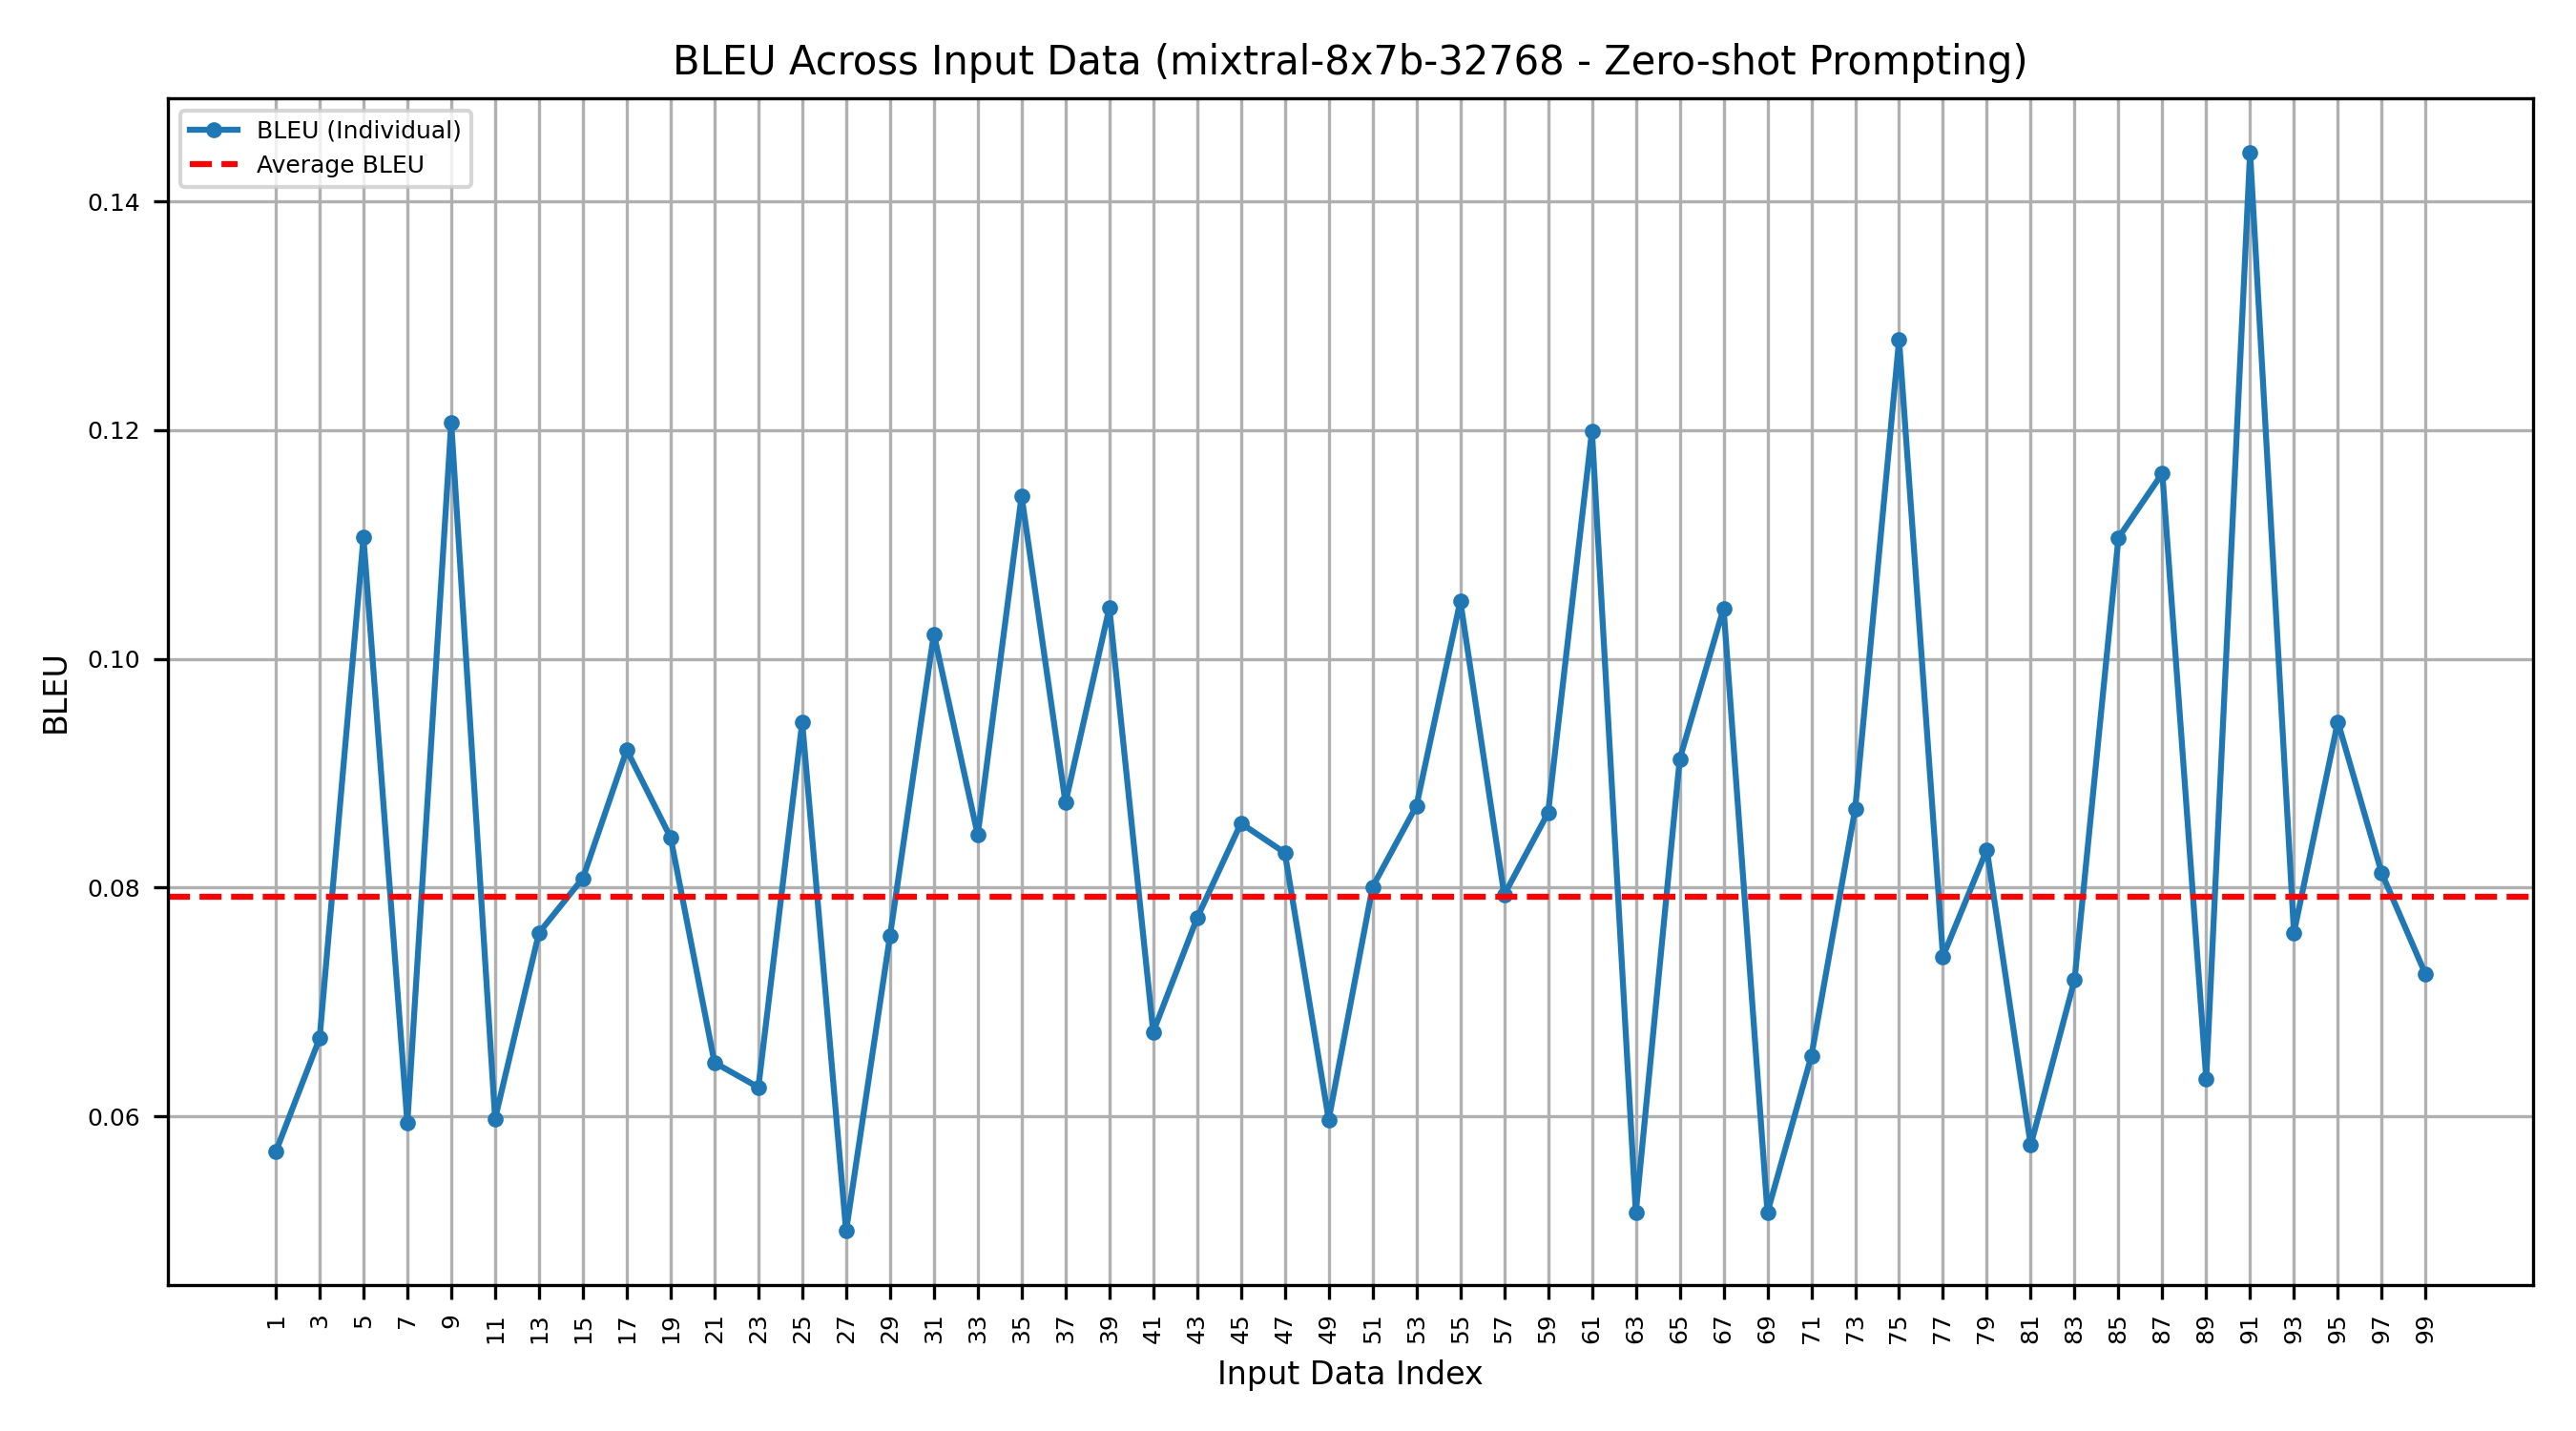 BLEU Across Input Data (mixtral-8x7b-32768 - Zero-shot Prompting)
BLEU (Individual)
Average BLEU
0.14
0.12
0.10
0.08
0.06
BLEU
1 3 5 7 9 11 13 15 17 19 21 23 25 27 29 31 33 35 37 39 41 43 45 47 49 51 53 55 57 59 61 63 65 67 69 71 73 75 77 79 81 83 85 87 89 91 93 95 97 99
Input Data Index